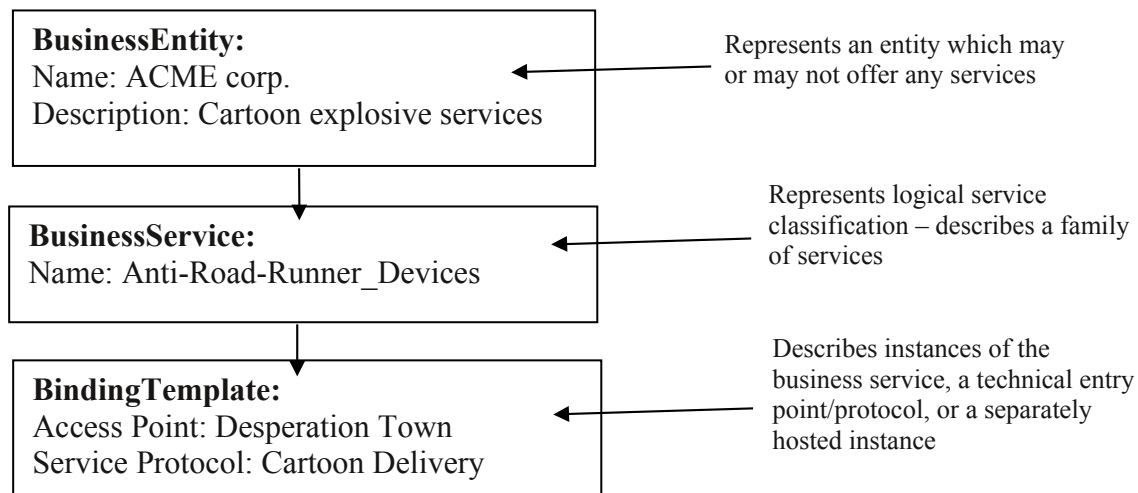 BusinessEntity:
Name: ACME corp.
Description: Cartoon explosive services
Represents an entity which may
or may not offer any services
BusinessService:
Name: Anti-Road-Runner_Devices
Represents logical service
classification – describes a family
of services
BindingTemplate:
Access Point: Desperation Town
Service Protocol: Cartoon Delivery
Describes instances of the
business service, a technical entry
point/protocol, or a separately
hosted instance